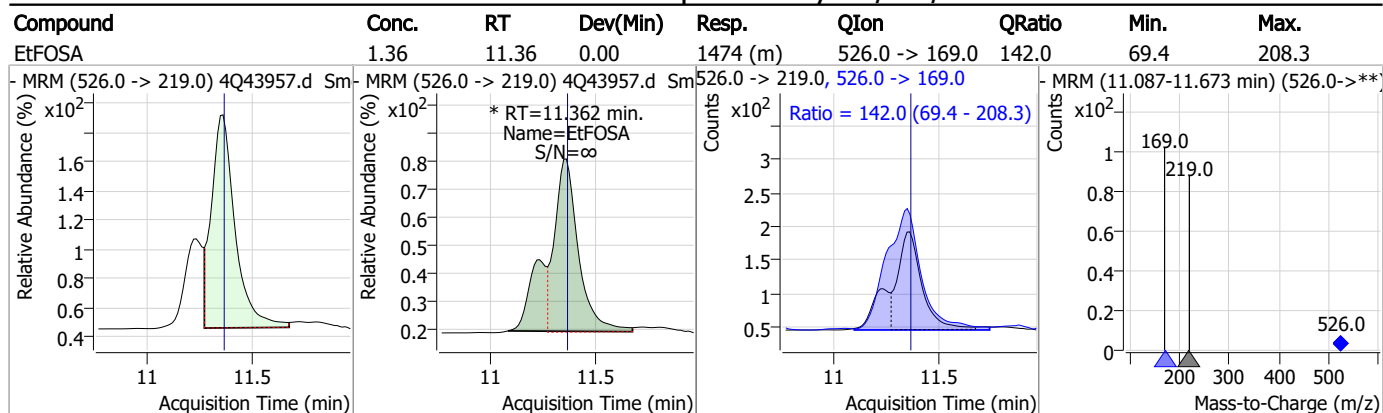 Compound Conc. RT Dev(Min) Resp. QIon QRatio Min. Max.
EtFOSA 1.36 11.36 0.00 1474 (m) 526.0 -> 169.0 142.0 69.4 208.3
- MRM (526.0 -> 219.0) 4Q43957.d Sm
Relative Abundance (%)
x10²
1.6
1.4
1.2
1
0.8
0.6
0.4
11 11.5
Acquisition Time (min)
- MRM (526.0 -> 219.0) 4Q43957.d Sm
Relative Abundance (%)
x10²
* RT=11.362 min.
Name=EtFOSA
S/N=∞
0.8
0.7
0.6
0.5
0.4
0.3
0.2
11 11.5
Acquisition Time (min)
526.0 -> 219.0, 526.0 -> 169.0
Counts
x10²
Ratio = 142.0 (69.4 - 208.3)
3
2.5
2
1.5
1
0.5
11 11.5
Acquisition Time (min)
- MRM (11.087-11.673 min) (526.0->**)
Counts
x10²
169.0
219.0
526.0
1
0.8
0.6
0.4
0.2
0
200 300 400 500
Mass-to-Charge (m/z)